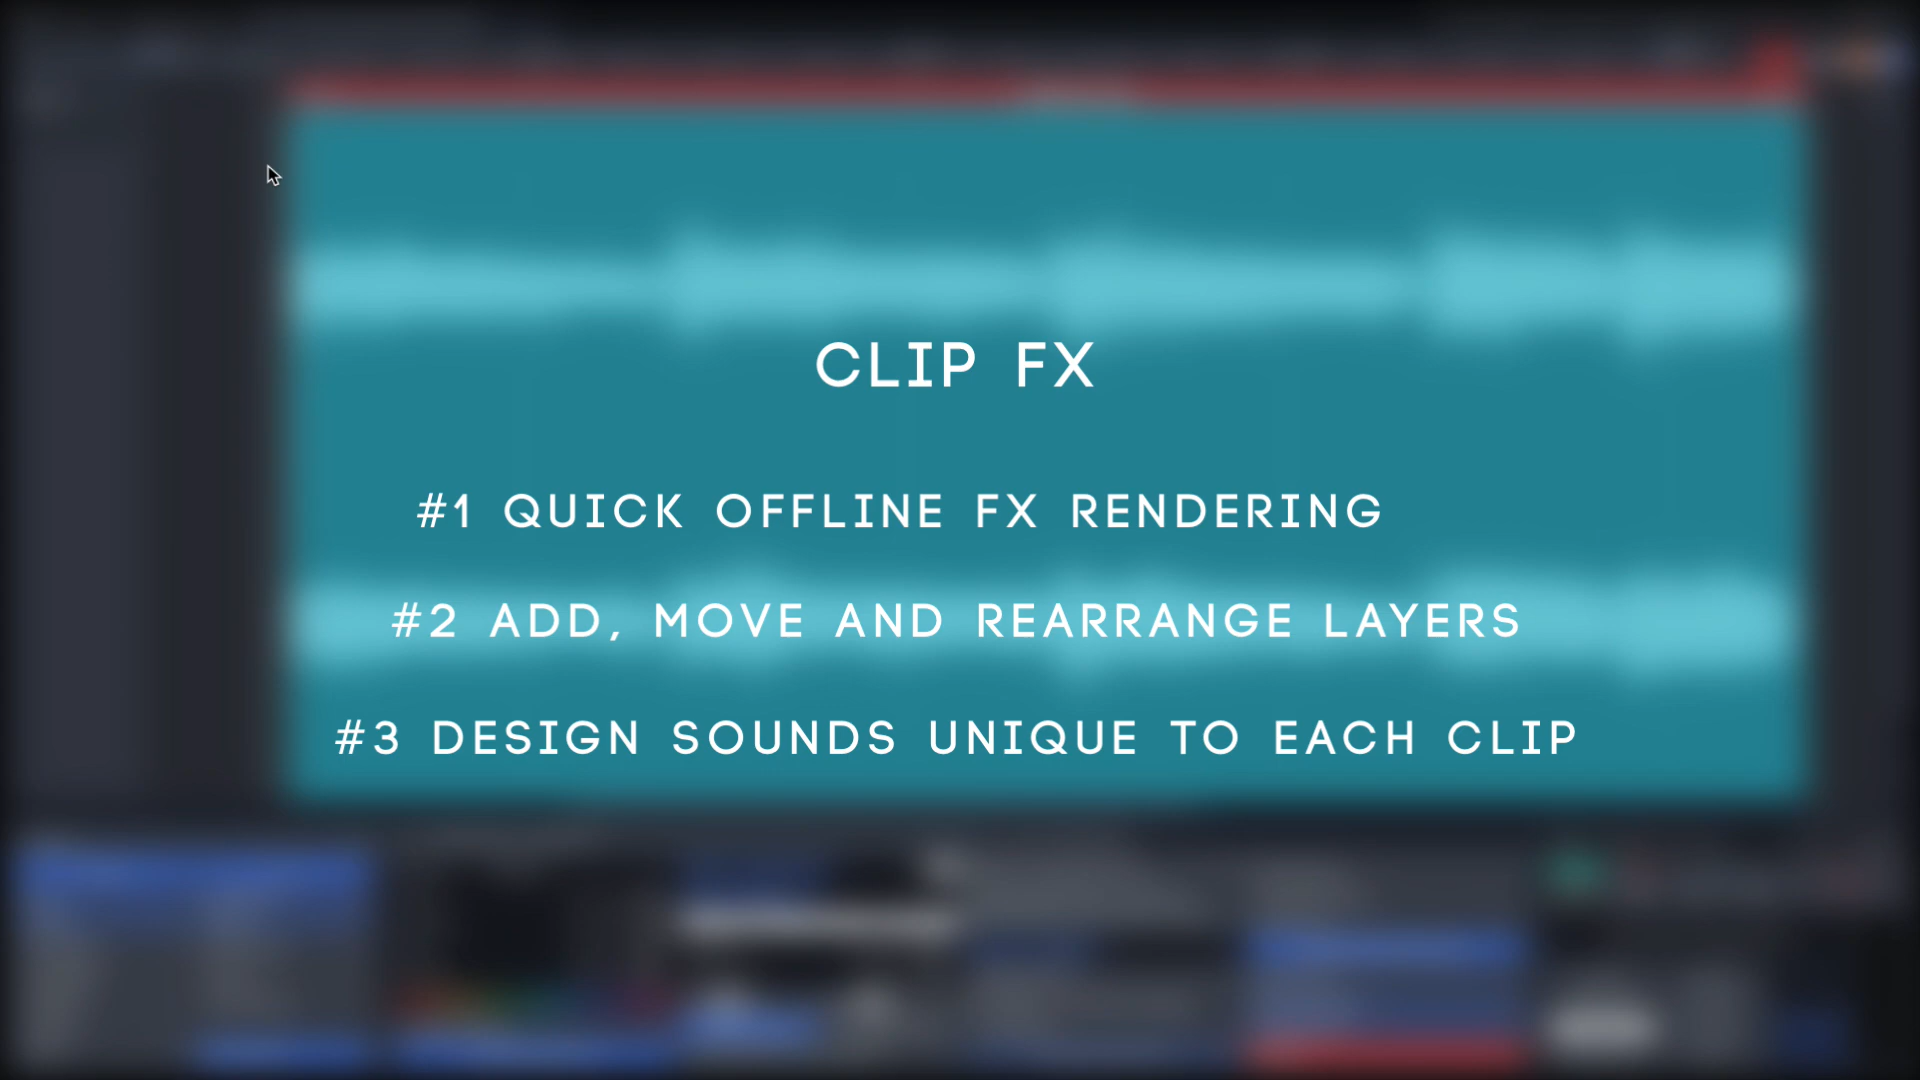 CLIP FX
#1 QUICK OFFLINE FX RENDERING
#2 ADD, MOVE AND REARRANGE LAYERS
#3 DESIGN SOUNDS UNIQUE TO EACH CLIP